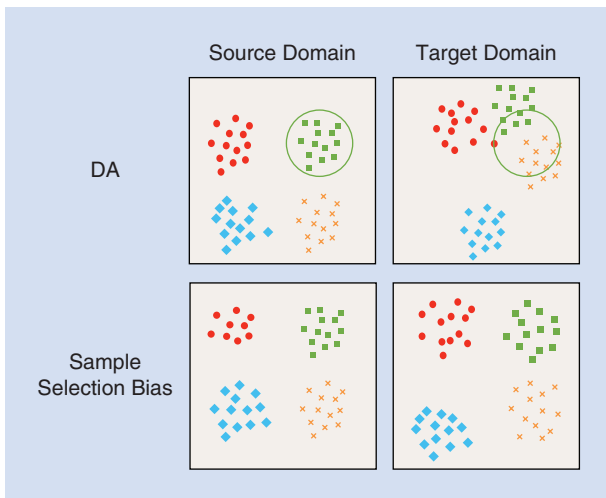 Source Domain
Target Domain
DA
Sample
Selection Bias